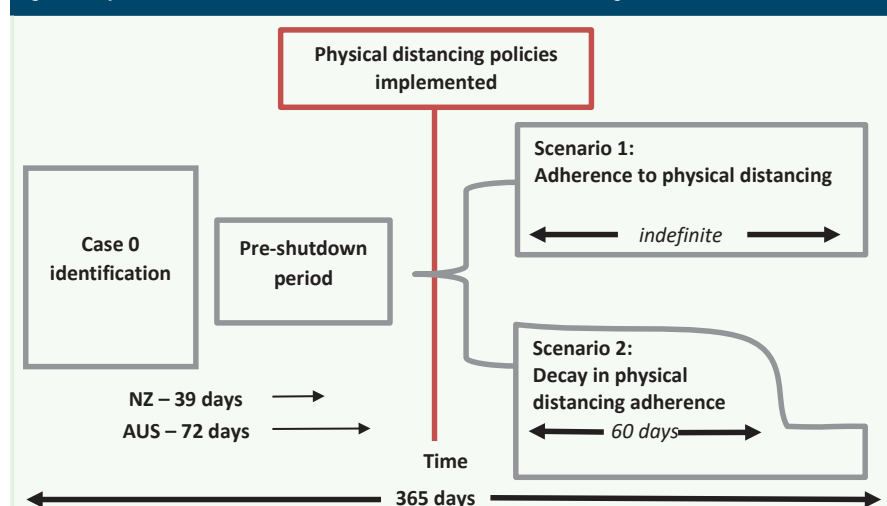 Physical distancing policies
implemented
Scenario 1:
Adherence to physical distancing
indefinite
Case 0
identification
Pre-shutdown
period
Scenario 2:
Decay in physical
distancing adherence
60 days
NZ – 39 days
AUS – 72 days
Time
365 days